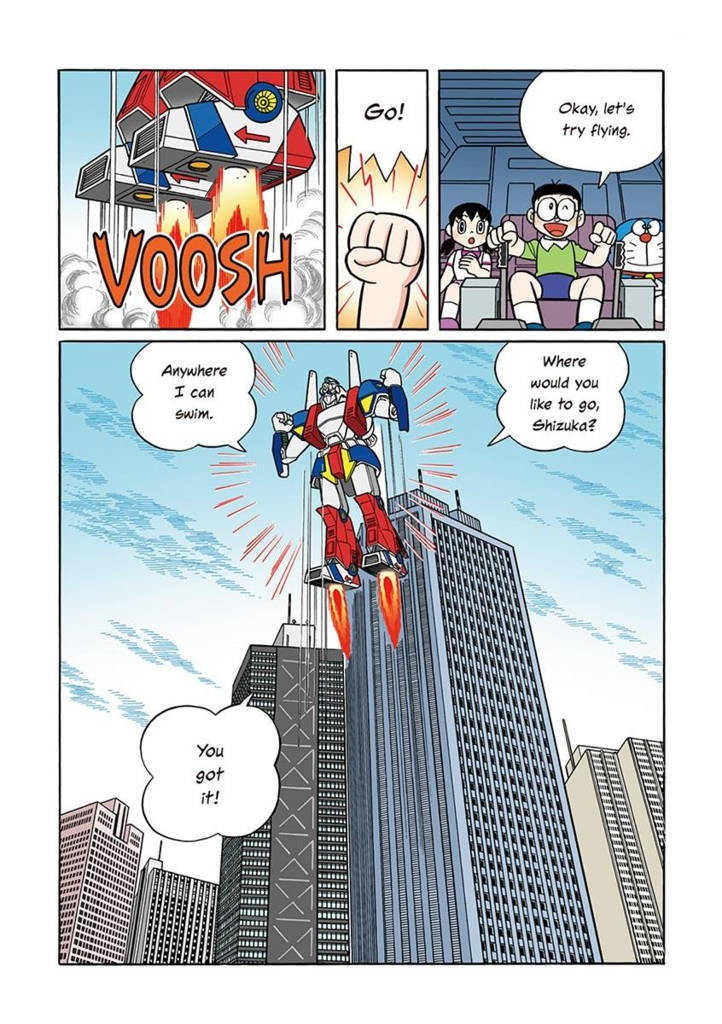 Okay, let's
try flying.
Go!
VOOSH
Where
would you
like to go,
Shizuka?
Anywhere
I can
swim.
You
got
it!